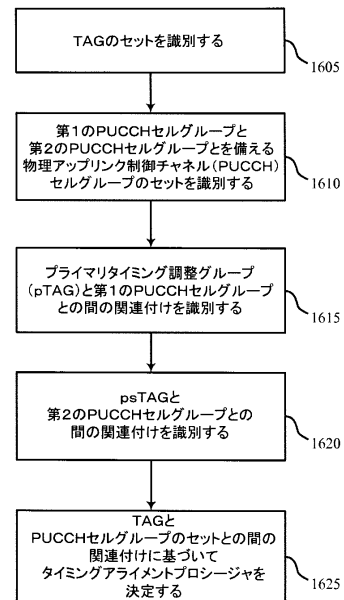 TAGのセットを識別する
1605
第1のPUCCHセルグループと
第2のPUCCHセルグループとを備える
物理アップリンク制御チャネル(PUCCH)
セルグループのセットを識別する
1610
プライマリタイミング調整グループ
(pTAG)と第1のPUCCHセルグループ
との間の関連付けを識別する
1615
psTAGと
第2のPUCCHセルグループとの
間の関連付けを識別する
1620
TAGと
PUCCHセルグループのセットとの間の
関連付けに基づいて
タイミングアライメントプロシージャを
決定する
1625